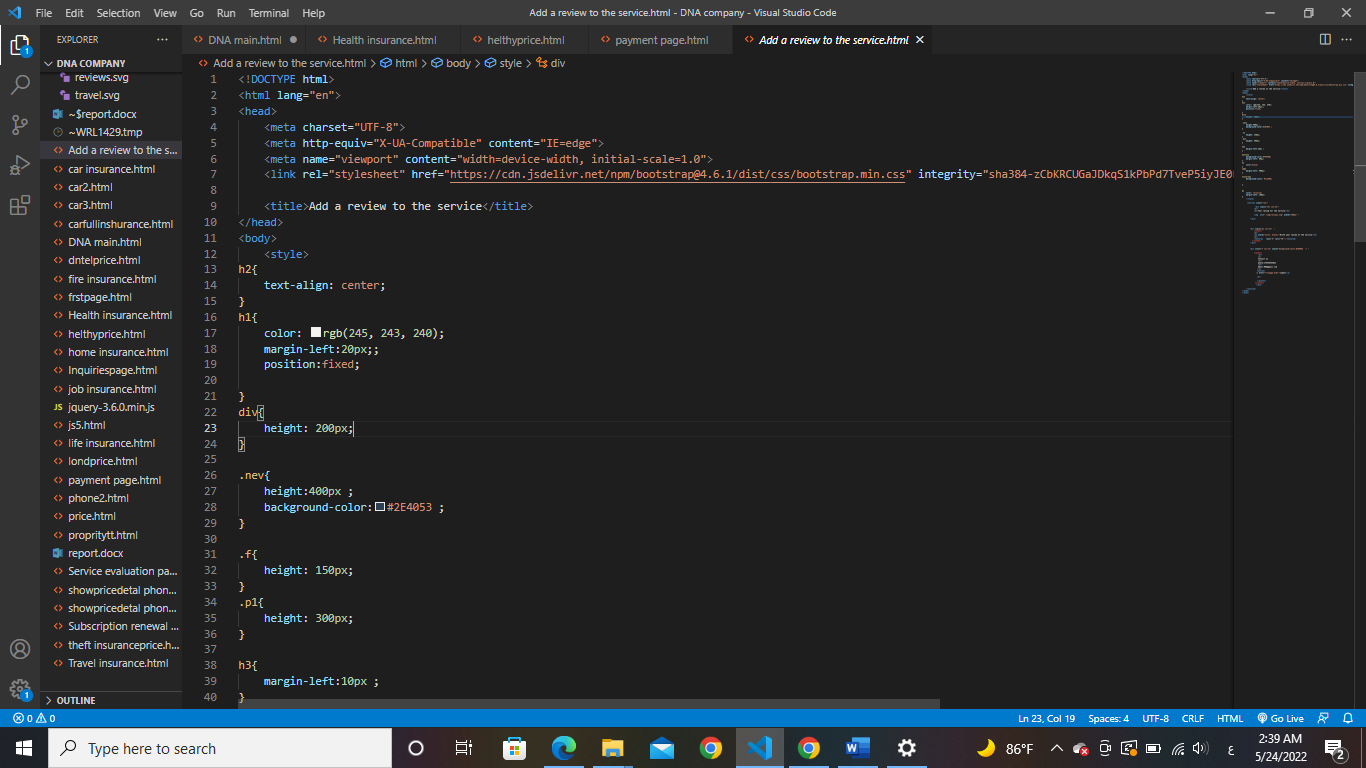 File Edit Selection View Go Run Terminal Help
Add a review to the service.html - DNA company - Visual Studio Code
EXPLORER
DNA main.html
Health insurance.html
helthyprice.html
payment page.html
Add a review to the service.html
DNA COMPANY
reviews.svg
travel.svg
~$report.docx
~WRL1429.tmp
Add a review to the s...
car insurance.html
car2.html
car3.html
carfullinshurance.html
DNA main.html
dntelprice.html
fire insurance.html
frstpage.html
Health insurance.html
helthyprice.html
home insurance.html
Inquiriespage.html
job insurance.html
JS jquery-3.6.0.min.js
js5.html
life insurance.html
londprice.html
payment page.html
phone2.html
price.html
propritytt.html
report.docx
Service evaluation pa...
showpricedetal phon...
showpricedetal phon...
Subscription renewal ...
theft insuranceprice.h...
Travel insurance.html
OUTLINE
1
1
Add a review to the service.html > html > body > style > div
1 <!DOCTYPE html>
2 <html lang="en">
3 <head>
4 <meta charset="UTF-8">
5 <meta http-equiv="X-UA-Compatible" content="IE=edge">
6 <meta name="viewport" content="width=device-width, initial-scale=1.0">
7 <link rel="stylesheet" href="https://cdn.jsdelivr.net/npm/bootstrap@4.6.1/dist/css/bootstrap.min.css" integrity="sha384-zCbKRCUGaJDkqS1kPbPd7TveP5iyJE0
8
9 <title>Add a review to the service</title>
10 </head>
11 <body>
12 <style>
13 h2{
14 text-align: center;
15 }
16 h1{
17 color: rgb(245, 243, 240);
18 margin-left:20px;;
19 position:fixed;
20
21 }
22 div{
23 height: 200px;
24 }
25
26 .nev{
27 height:400px ;
28 background-color:#2E4053 ;
29 }
30
31 .f{
32 height: 150px;
33 }
34 .p1{
35 height: 300px;
36 }
37
38 h3{
39 margin-left:10px ;
40 }
0 0
Ln 23, Col 19 Spaces: 4 UTF-8 CRLF HTML Go Live
Type here to search
86°F
ع
2:39 AM
5/24/2022
2